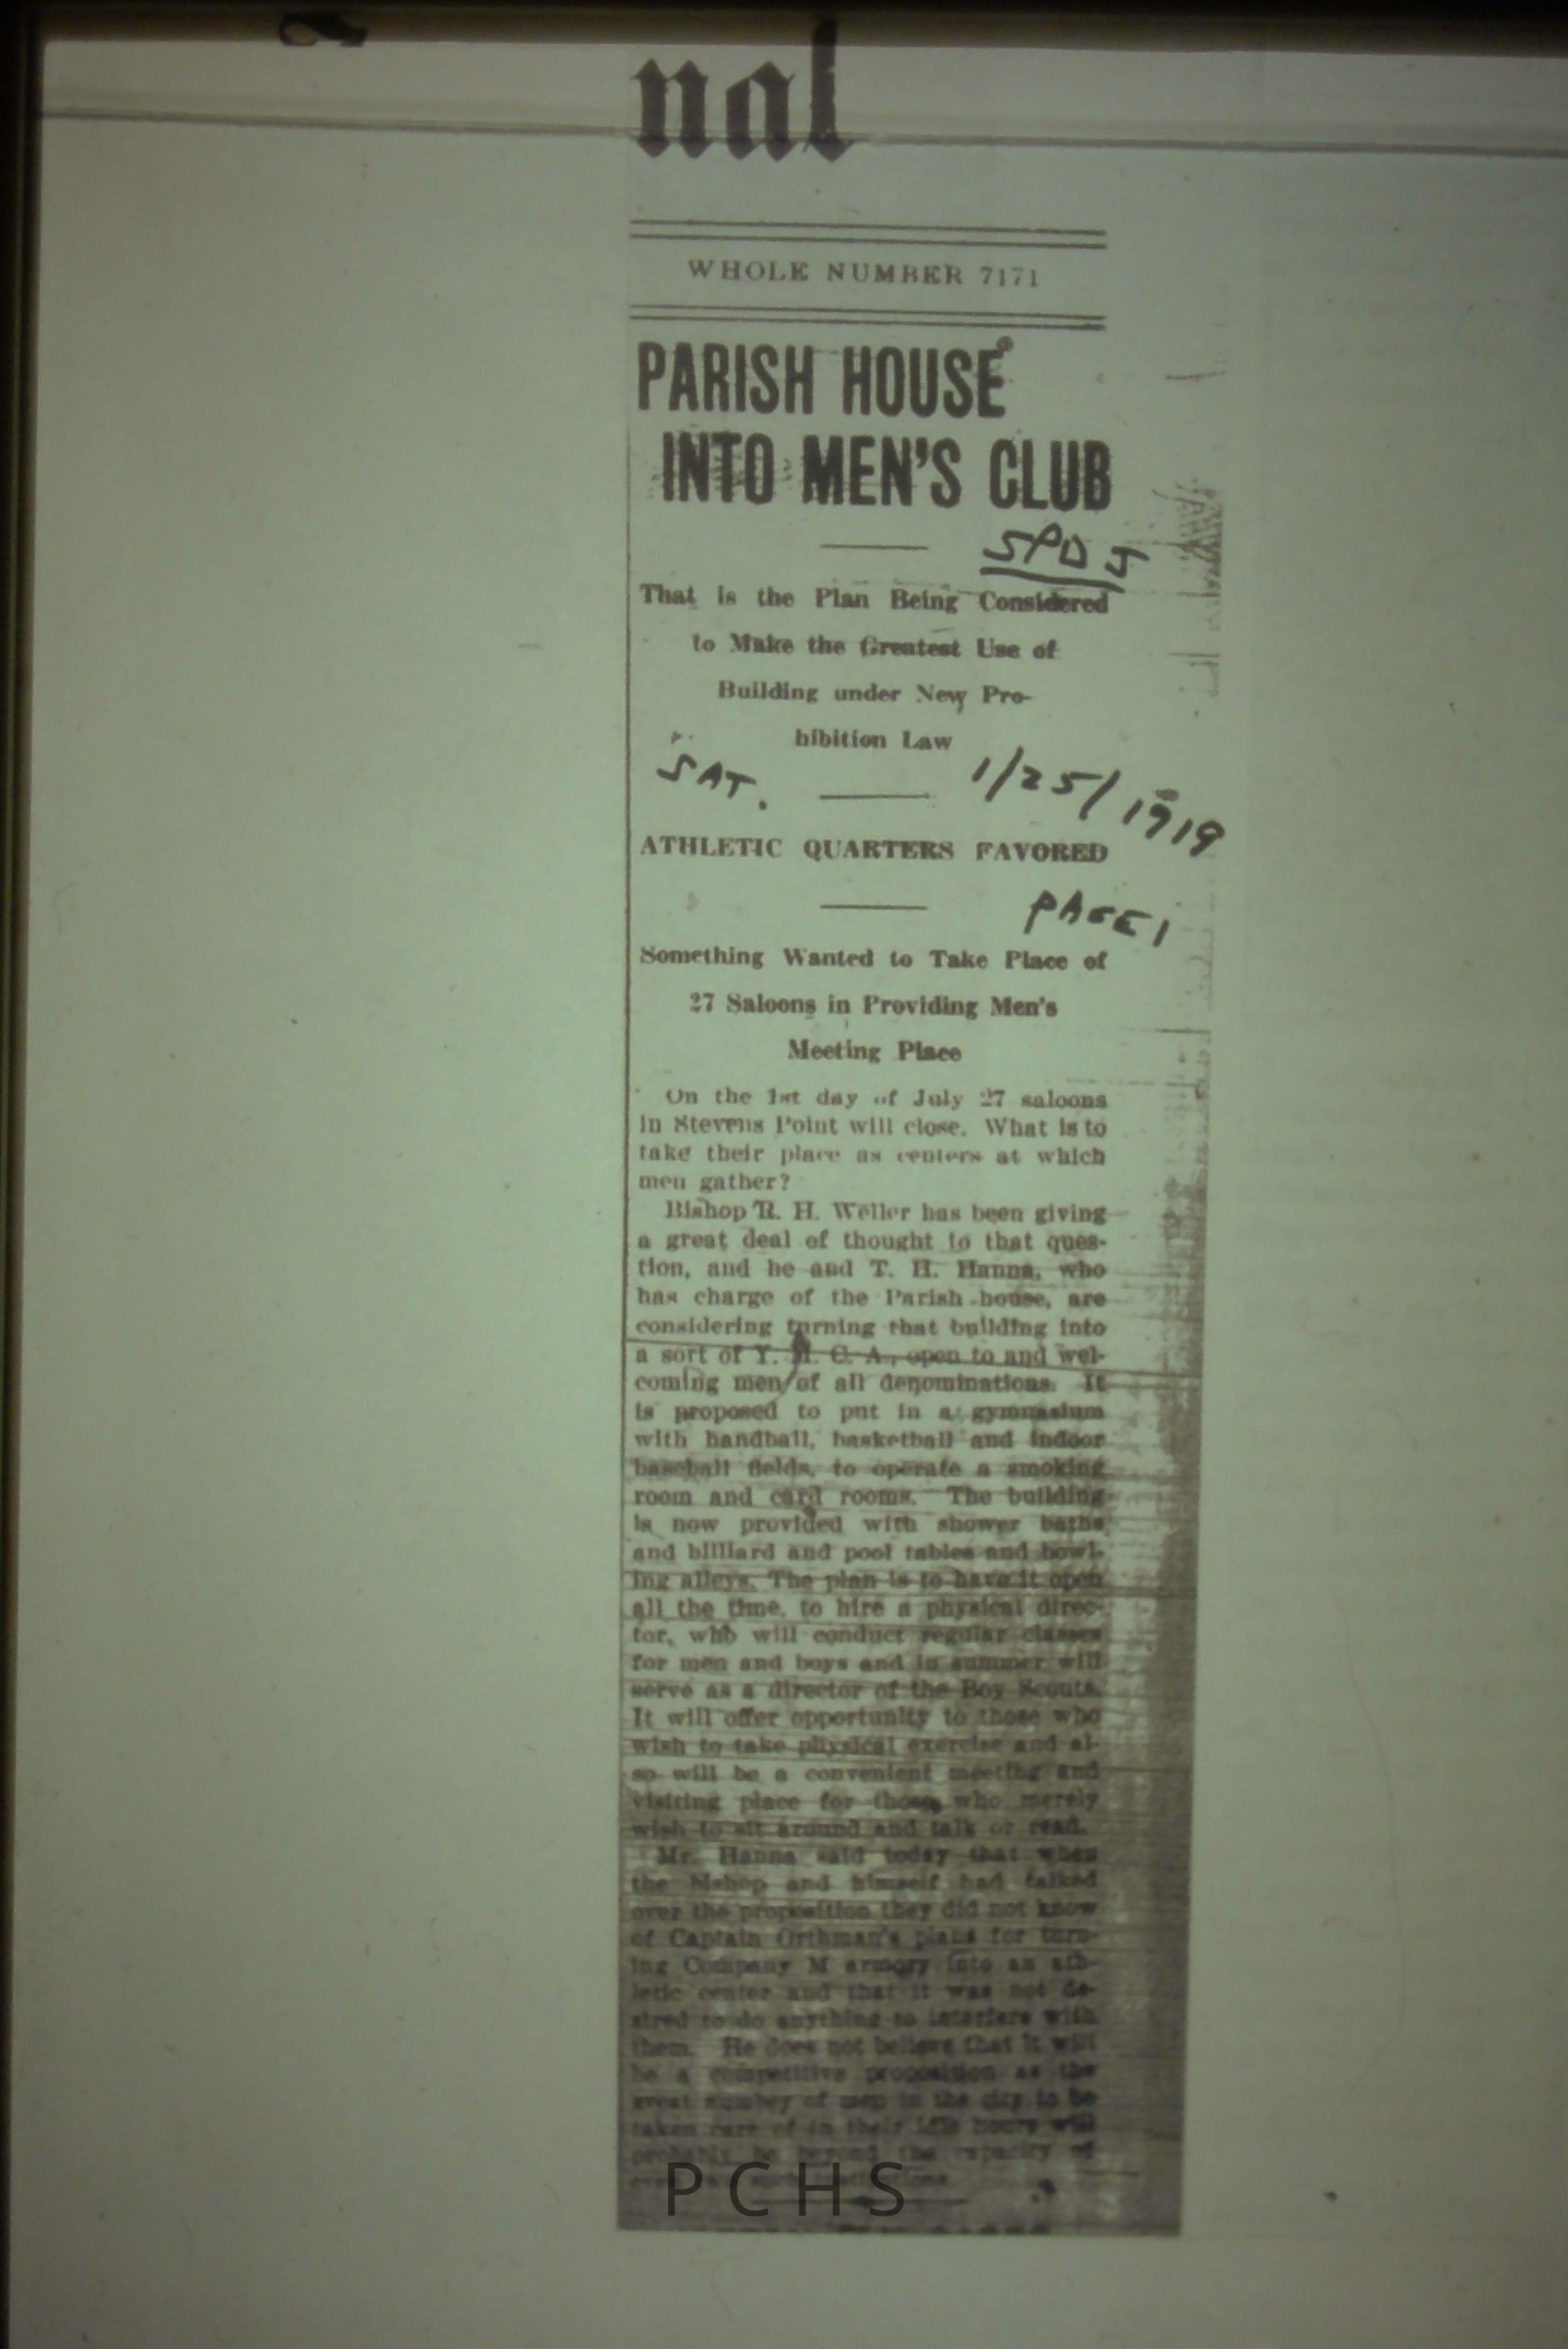 nal
WHOLE NUMBER 7171
PARISH HOUSE
INTO MEN'S CLUB
SPDJ
That is the Plan Being Considered
to Make the Greatest Use of
Building under New Pro-
hibition Law
SAT. 1/25/1919
ATHLETIC QUARTERS FAVORED
PAGE 1
Something Wanted to Take Place of
27 Saloons in Providing Men's
Meeting Place
On the 1st day of July 27 saloons
in Stevens Point will close. What is to
take their place as centers at which
men gather?
Bishop R. H. Weller has been giving
a great deal of thought to that ques-
tion, and he and T. H. Hanna, who
has charge of the Parish house, are
considering turning that building into
a sort of Y. M. C. A., open to and wel-
coming men of all denominations. It
is proposed to put in a gymnasium
with handball, basketball and indoor
baseball fields, to operate a smoking
room and card rooms. The building
is now provided with shower baths
and billiard and pool tables and bowl-
ing alleys. The plan is to have it open
all the time, to hire a physical direc-
tor, who will conduct regular classes
for men and boys and in summer will
serve as a director of the Boy Scouts.
It will offer opportunity to those who
wish to take physical exercise and al-
so will be a convenient meeting and
visiting place for those who merely
wish to sit around and talk or read.
Mr. Hanna said today that when
the bishop and himself had talked
over the proposition they did not know
of Captain Orthman's plans for turn-
ing Company M armory into an ath-
letic center and that it was not de-
sired to do anything to interfere with
them. He does not believe that it will
be a competitive proposition as the
great number of men in the city to be
taken care of in their idle hours will
probably be beyond the capacity of
PCHS